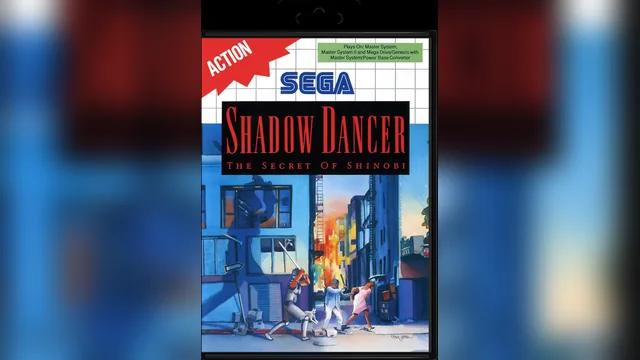 ACTION
Plays On: Master System,
Master System II and Mega Drive/Genesis with
Master System/Power Base Converter
SEGA
SHADOW DANCER
THE SECRET OF SHINOBI